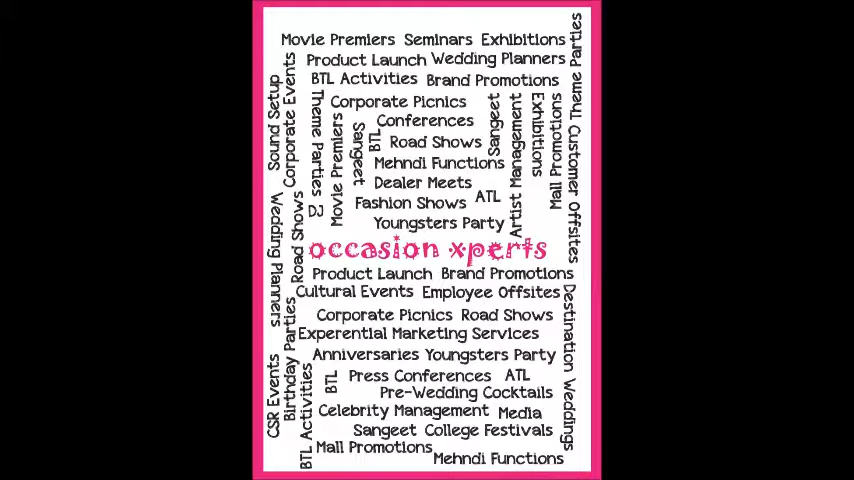 Movie Premiers Seminars Exhibitions
Product Launch Wedding Planners
BTL Activities Brand Promotions
Corporate Picnics
Conferences
Road Shows
Mehndi Functions
Dealer Meets
Fashion Shows ATL
Youngsters Party
Sound Setup
Corporate Events
Theme Parties 2
Movie Premiers
Sangeet
BTL
Sangeet
Artist Management
Exhibitions
Mall Promotions
Theme Parties
Customer Offsites
Wedding Planners
Road Shows
occasion xperts
Product Launch Brand Promotions
Cultural Events Employee Offsites
Corporate Picnics Road Shows
Experential Marketing Services
Anniversaries Youngsters Party
BTL
Press Conferences ATL
Pre-Wedding Cocktails
Celebrity Management Media
Sangeet College Festivals
Mall Promotions
Mehndi Functions
CSR Events
Birthday Parties
BTL Activities
Destination Weddings